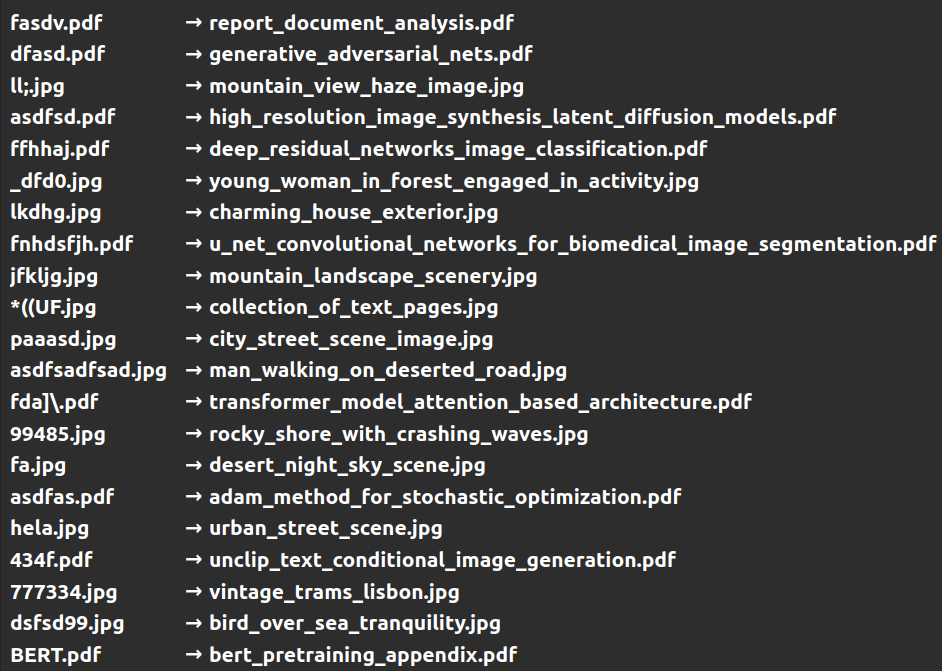 fasdv.pdf → report_document_analysis.pdf
dfasd.pdf → generative_adversarial_nets.pdf
ll;.jpg → mountain_view_haze_image.jpg
asdfsd.pdf → high_resolution_image_synthesis_latent_diffusion_models.pdf
ffhhaj.pdf → deep_residual_networks_image_classification.pdf
_dfd0.jpg → young_woman_in_forest_engaged_in_activity.jpg
lkdhg.jpg → charming_house_exterior.jpg
fnhdsfjh.pdf → u_net_convolutional_networks_for_biomedical_image_segmentation.pdf
jfkljg.jpg → mountain_landscape_scenery.jpg
*((UF.jpg → collection_of_text_pages.jpg
paaasd.jpg → city_street_scene_image.jpg
asdfsadfsad.jpg → man_walking_on_deserted_road.jpg
fda]\.pdf → transformer_model_attention_based_architecture.pdf
99485.jpg → rocky_shore_with_crashing_waves.jpg
fa.jpg → desert_night_sky_scene.jpg
asdfas.pdf → adam_method_for_stochastic_optimization.pdf
hela.jpg → urban_street_scene.jpg
434f.pdf → unclip_text_conditional_image_generation.pdf
777334.jpg → vintage_trams_lisbon.jpg
dsfsd99.jpg → bird_over_sea_tranquility.jpg
BERT.pdf → bert_pretraining_appendix.pdf